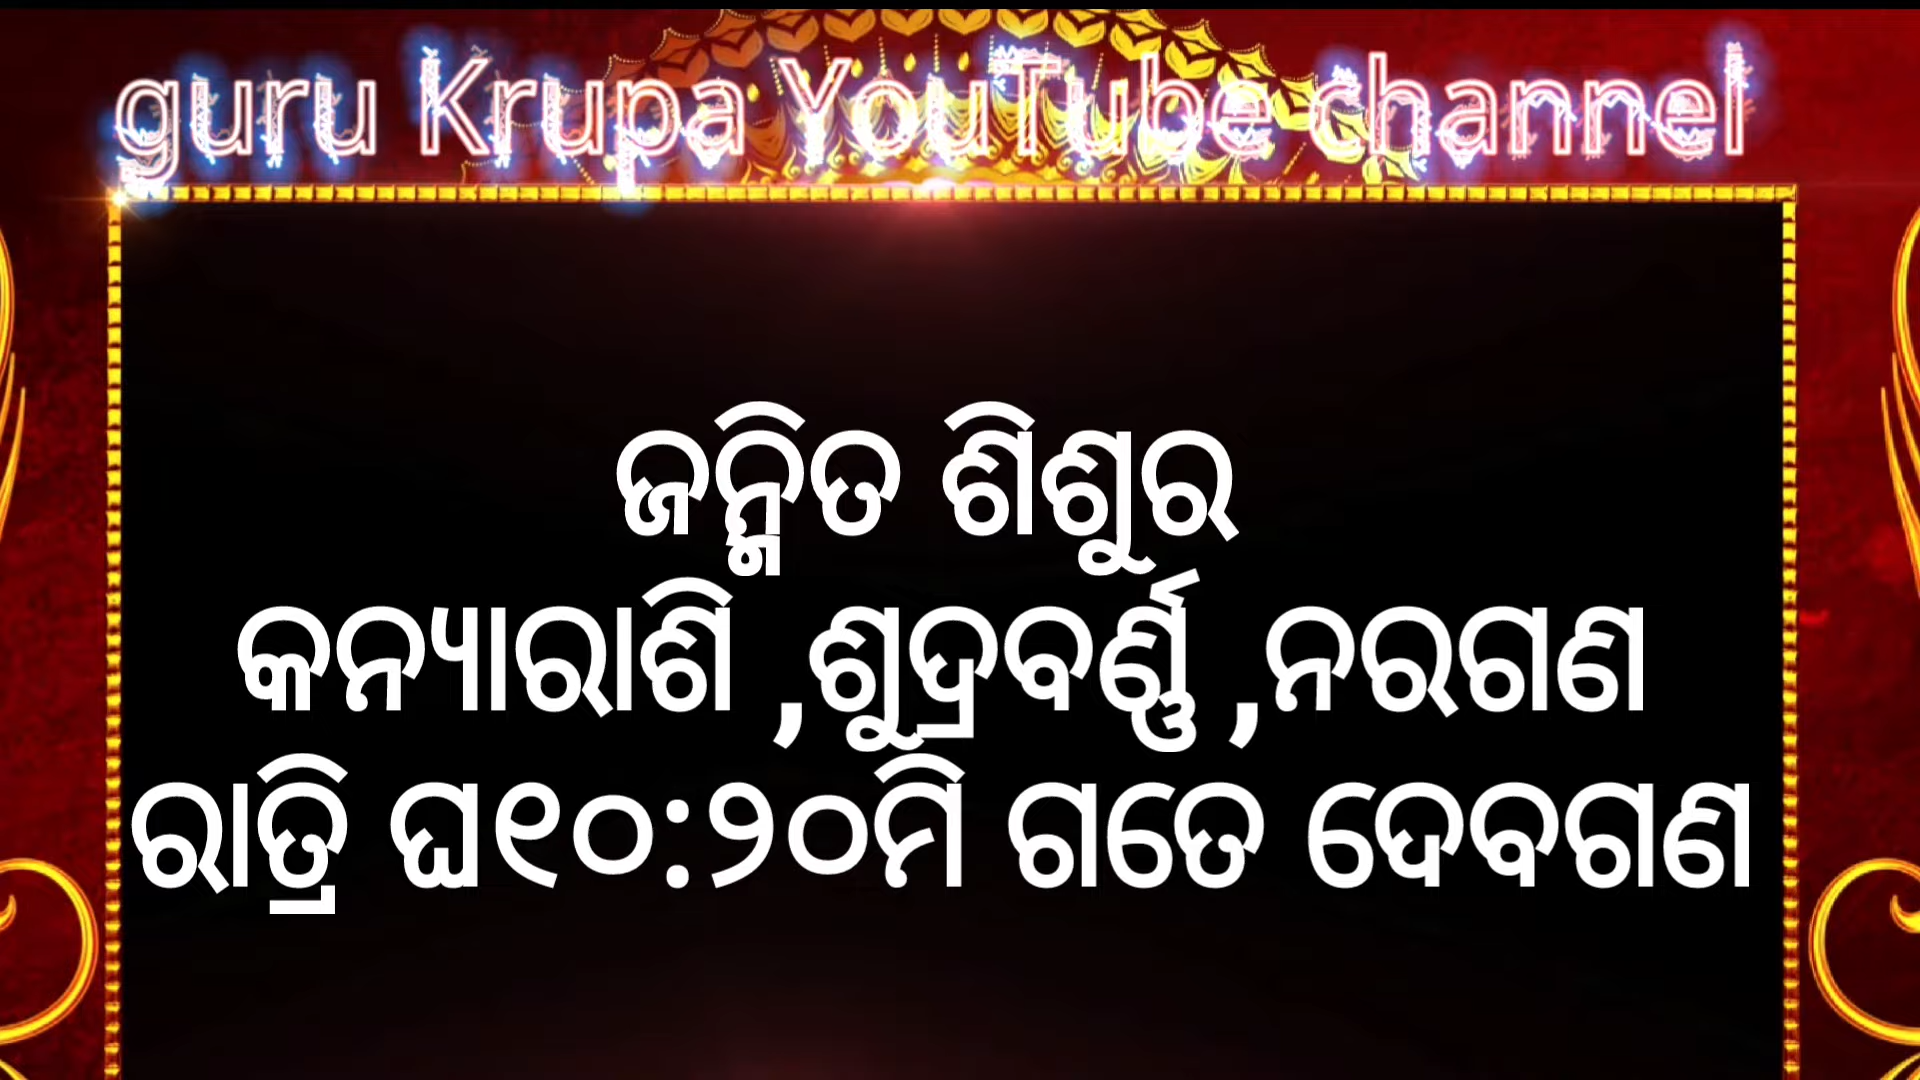 guru Krupa YouTube channel
ଜନ୍ମିତ ଶିଶୁର
କନ୍ୟାରାଶି ,ଶୁଦ୍ରବର୍ଣ୍ଣ ,ନରଗଣ
ରାତ୍ରି ଘ୧୦:୨୦ମି ଗତେ ଦେବଗଣ